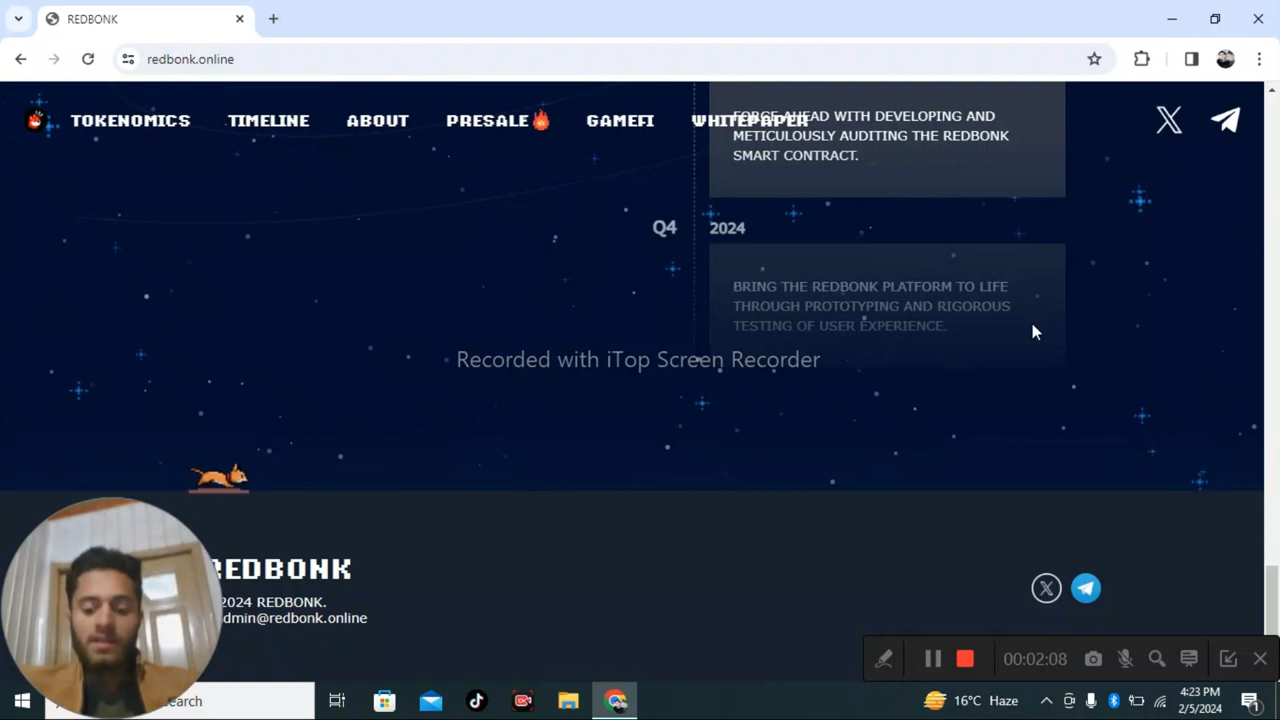 REDBONK
redbonk.online
TOKENOMICS
TIMELINE
ABOUT
PRESALE
GAMEFI
WHITEPAPER
FORGE AHEAD WITH DEVELOPING AND
METICULOUSLY AUDITING THE REDBONK
SMART CONTRACT.
Q4
2024
BRING THE REDBONK PLATFORM TO LIFE
THROUGH PROTOTYPING AND RIGOROUS
TESTING OF USER EXPERIENCE.
Recorded with iTop Screen Recorder
REDBONK
2024 REDBONK.
dmin@redbonk.online
00:02:08
earch
16°C Haze
4:23 PM
2/5/2024